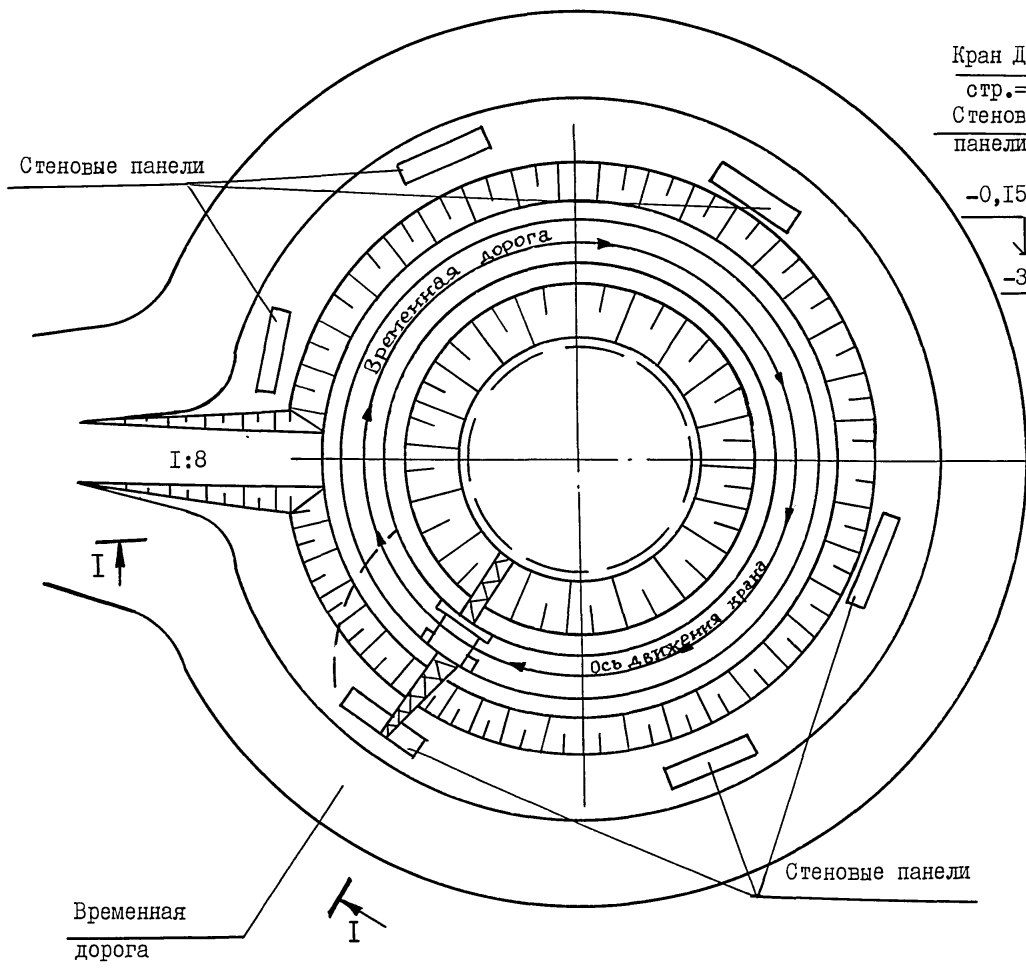 Кран Д
стр.=
Стенов
панели
Стеновые панели
-0,15
-3
Временная дорога
I:8
I
Ось движения крана
Стеновые панели
Временная
дорога
I